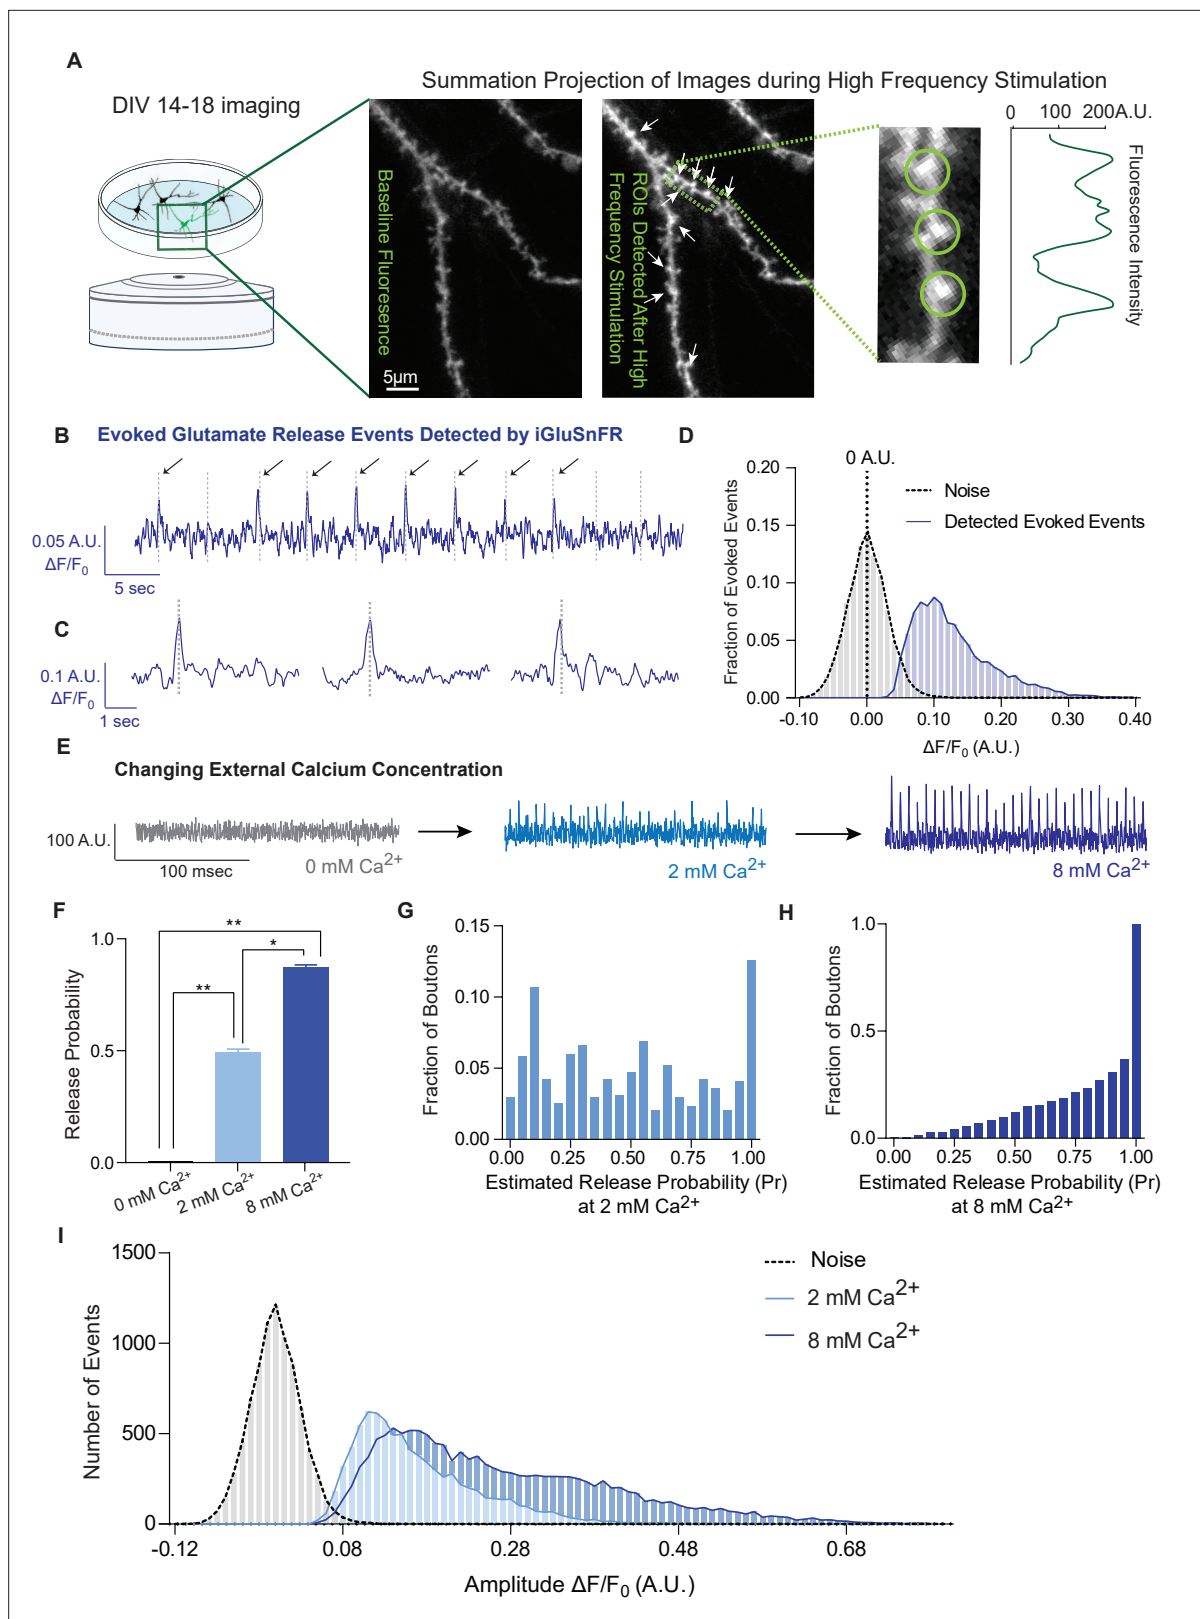 A
Summation Projection of Images during High Frequency Stimulation
DIV 14-18 imaging
Baseline Fluoresence
5µm
ROIs Detected After High
Frequency Stimulation
0 100 200A.U.
Fluorescence Intensity
B Evoked Glutamate Release Events Detected by iGluSnFR
0.05 A.U.
ΔF/F0
5 sec
C
0.1 A.U.
ΔF/F0
1 sec
D
0 A.U.
Noise
Detected Evoked Events
Fraction of Evoked Events
0.20
0.15
0.10
0.05
0.00
-0.10 0.00 0.10 0.20 0.30 0.40
ΔF/F0 (A.U.)
E
Changing External Calcium Concentration
100 A.U.
100 msec
0 mM Ca2+
2 mM Ca2+
8 mM Ca2+
F
Release Probability
1.0
0.5
0.0
**
*
**
0 mM Ca2+
2 mM Ca2+
8 mM Ca2+
G
Fraction of Boutons
0.15
0.10
0.05
0.00
0.00 0.25 0.50 0.75 1.00
Estimated Release Probability (Pr)
at 2 mM Ca2+
H
Fraction of Boutons
1.0
0.5
0.0
0.00 0.25 0.50 0.75 1.00
Estimated Release Probability (Pr)
at 8 mM Ca2+
I
Number of Events
1500
1000
500
0
-0.12 0.08 0.28 0.48 0.68
Amplitude ΔF/F0 (A.U.)
Noise
2 mM Ca2+
8 mM Ca2+